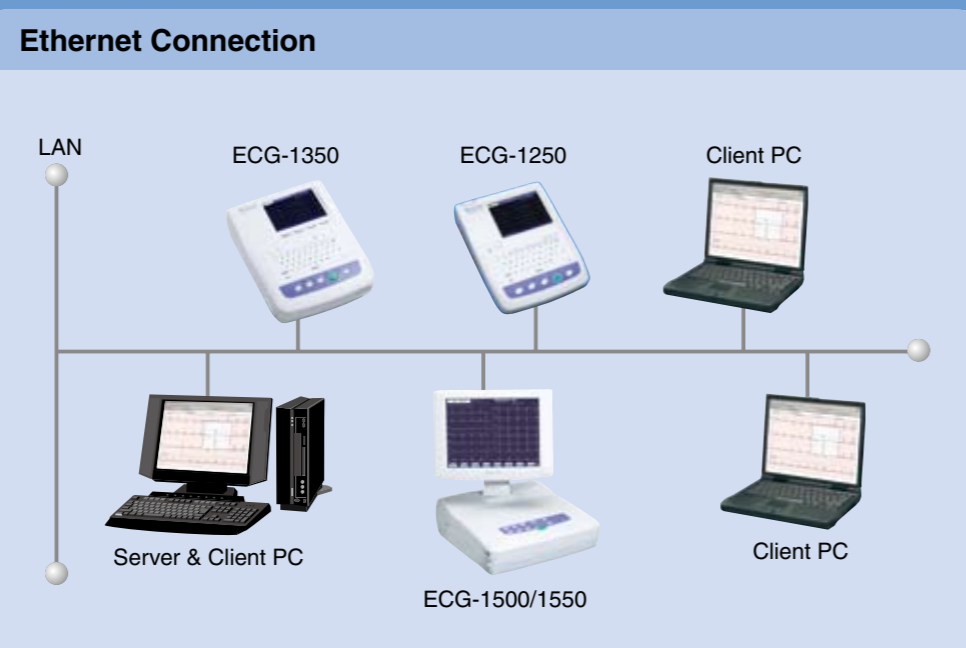 Ethernet Connection
LAN
ECG-1350
ECG-1250
Client PC
Server & Client PC
ECG-1500/1550
Client PC